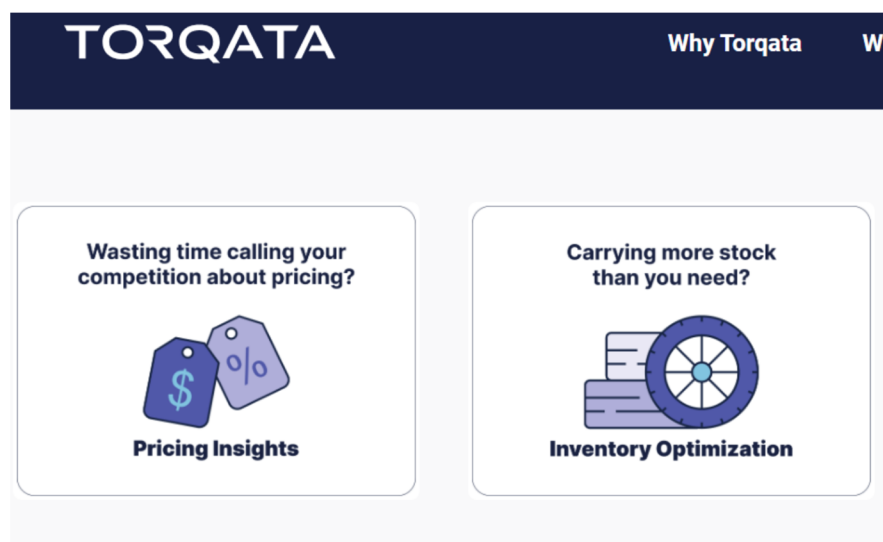 TORQATA
Why Torqata
W
Wasting time calling your
competition about pricing?
$
%
Pricing Insights
Carrying more stock
than you need?
Inventory Optimization